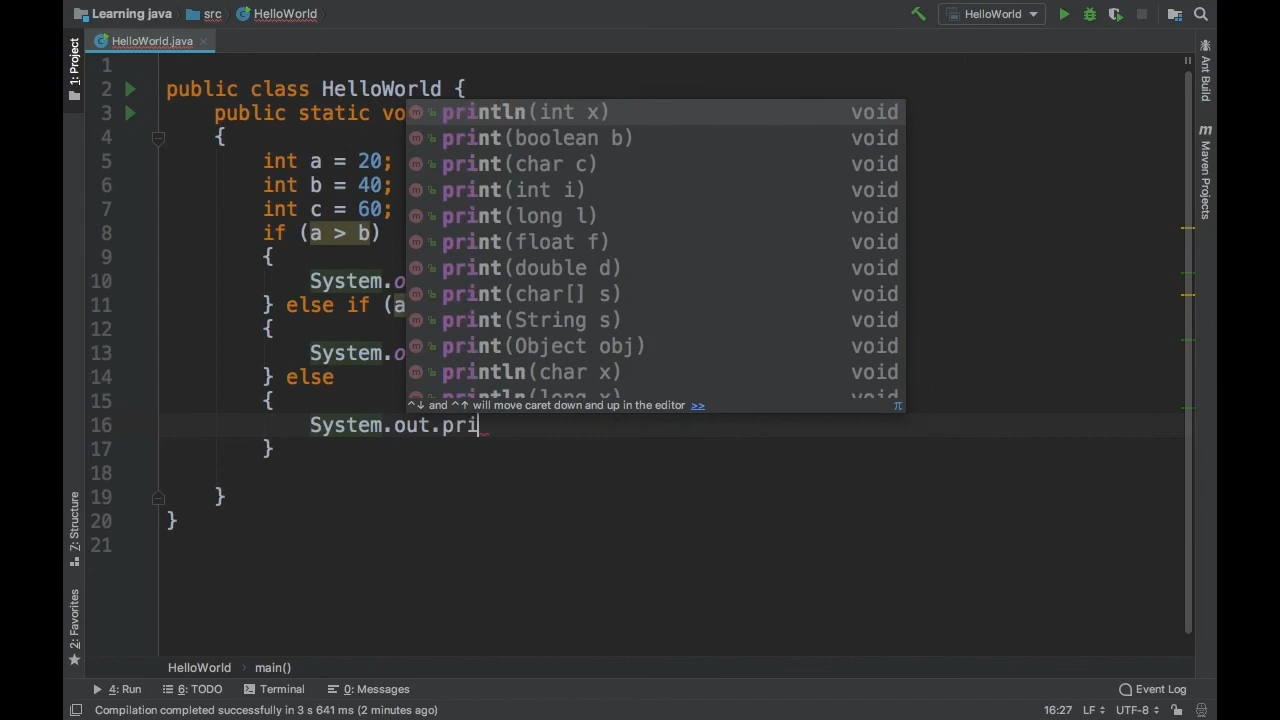 Learning java > src > HelloWorld
HelloWorld
HelloWorld.java
1: Project
Ant Build
Maven Projects
7: Structure
2: Favorites
1
2 public class HelloWorld {
3 public static vo
4 {
5 int a = 20;
6 int b = 40;
7 int c = 60;
8 if (a > b)
9 {
10 System.o
11 } else if (a
12 {
13 System.o
14 } else
15 {
16 System.out.pri
17 }
18
19 }
20 }
21
println(int x) void
print(boolean b) void
print(char c) void
print(int i) void
print(long l) void
print(float f) void
print(double d) void
print(char[] s) void
print(String s) void
print(Object obj) void
println(char x) void
println(long x) void
^↓ and ^↑ will move caret down and up in the editor >> π
HelloWorld > main()
4: Run 6: TODO Terminal 0: Messages Event Log
Compilation completed successfully in 3 s 641 ms (2 minutes ago) 16:27 LF UTF-8